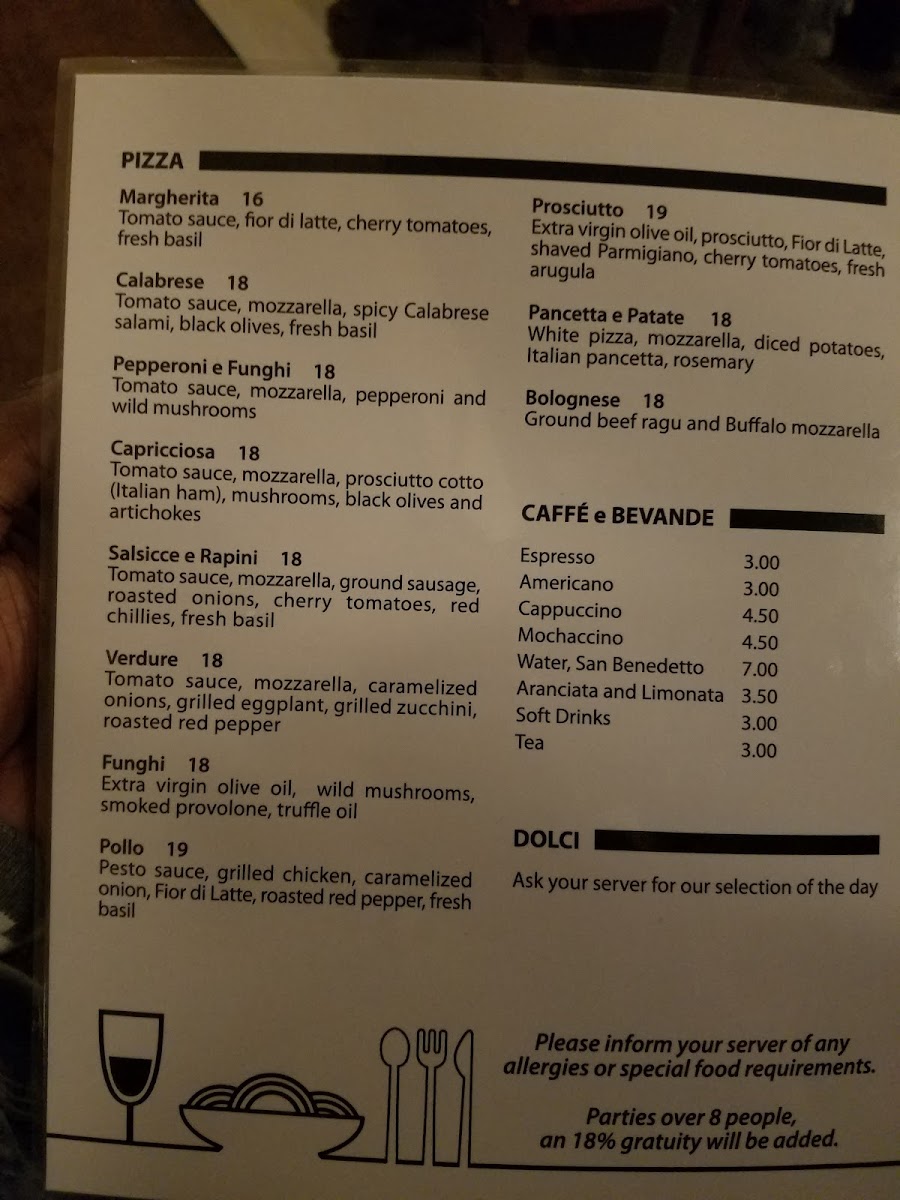 PIZZA
Margherita 16
Tomato sauce, fior di latte, cherry tomatoes,
fresh basil
Calabrese 18
Tomato sauce, mozzarella, spicy Calabrese
salami, black olives, fresh basil
Pepperoni e Funghi 18
Tomato sauce, mozzarella, pepperoni and
wild mushrooms
Capricciosa 18
Tomato sauce, mozzarella, prosciutto cotto
(Italian ham), mushrooms, black olives and
artichokes
Salsicce e Rapini 18
Tomato sauce, mozzarella, ground sausage,
roasted onions, cherry tomatoes, red
chillies, fresh basil
Verdure 18
Tomato sauce, mozzarella, caramelized
onions, grilled eggplant, grilled zucchini,
roasted red pepper
Funghi 18
Extra virgin olive oil, wild mushrooms,
smoked provolone, truffle oil
Pollo 19
Pesto sauce, grilled chicken, caramelized
onion, Fior di Latte, roasted red pepper, fresh
basil
Prosciutto 19
Extra virgin olive oil, prosciutto, Fior di Latte,
shaved Parmigiano, cherry tomatoes, fresh
arugula
Pancetta e Patate 18
White pizza, mozzarella, diced potatoes,
Italian pancetta, rosemary
Bolognese 18
Ground beef ragu and Buffalo mozzarella
CAFFÉ e BEVANDE
Espresso 3.00
Americano 3.00
Cappuccino 4.50
Mochaccino 4.50
Water, San Benedetto 7.00
Aranciata and Limonata 3.50
Soft Drinks 3.00
Tea 3.00
DOLCI
Ask your server for our selection of the day
Please inform your server of any
allergies or special food requirements.
Parties over 8 people,
an 18% gratuity will be added.